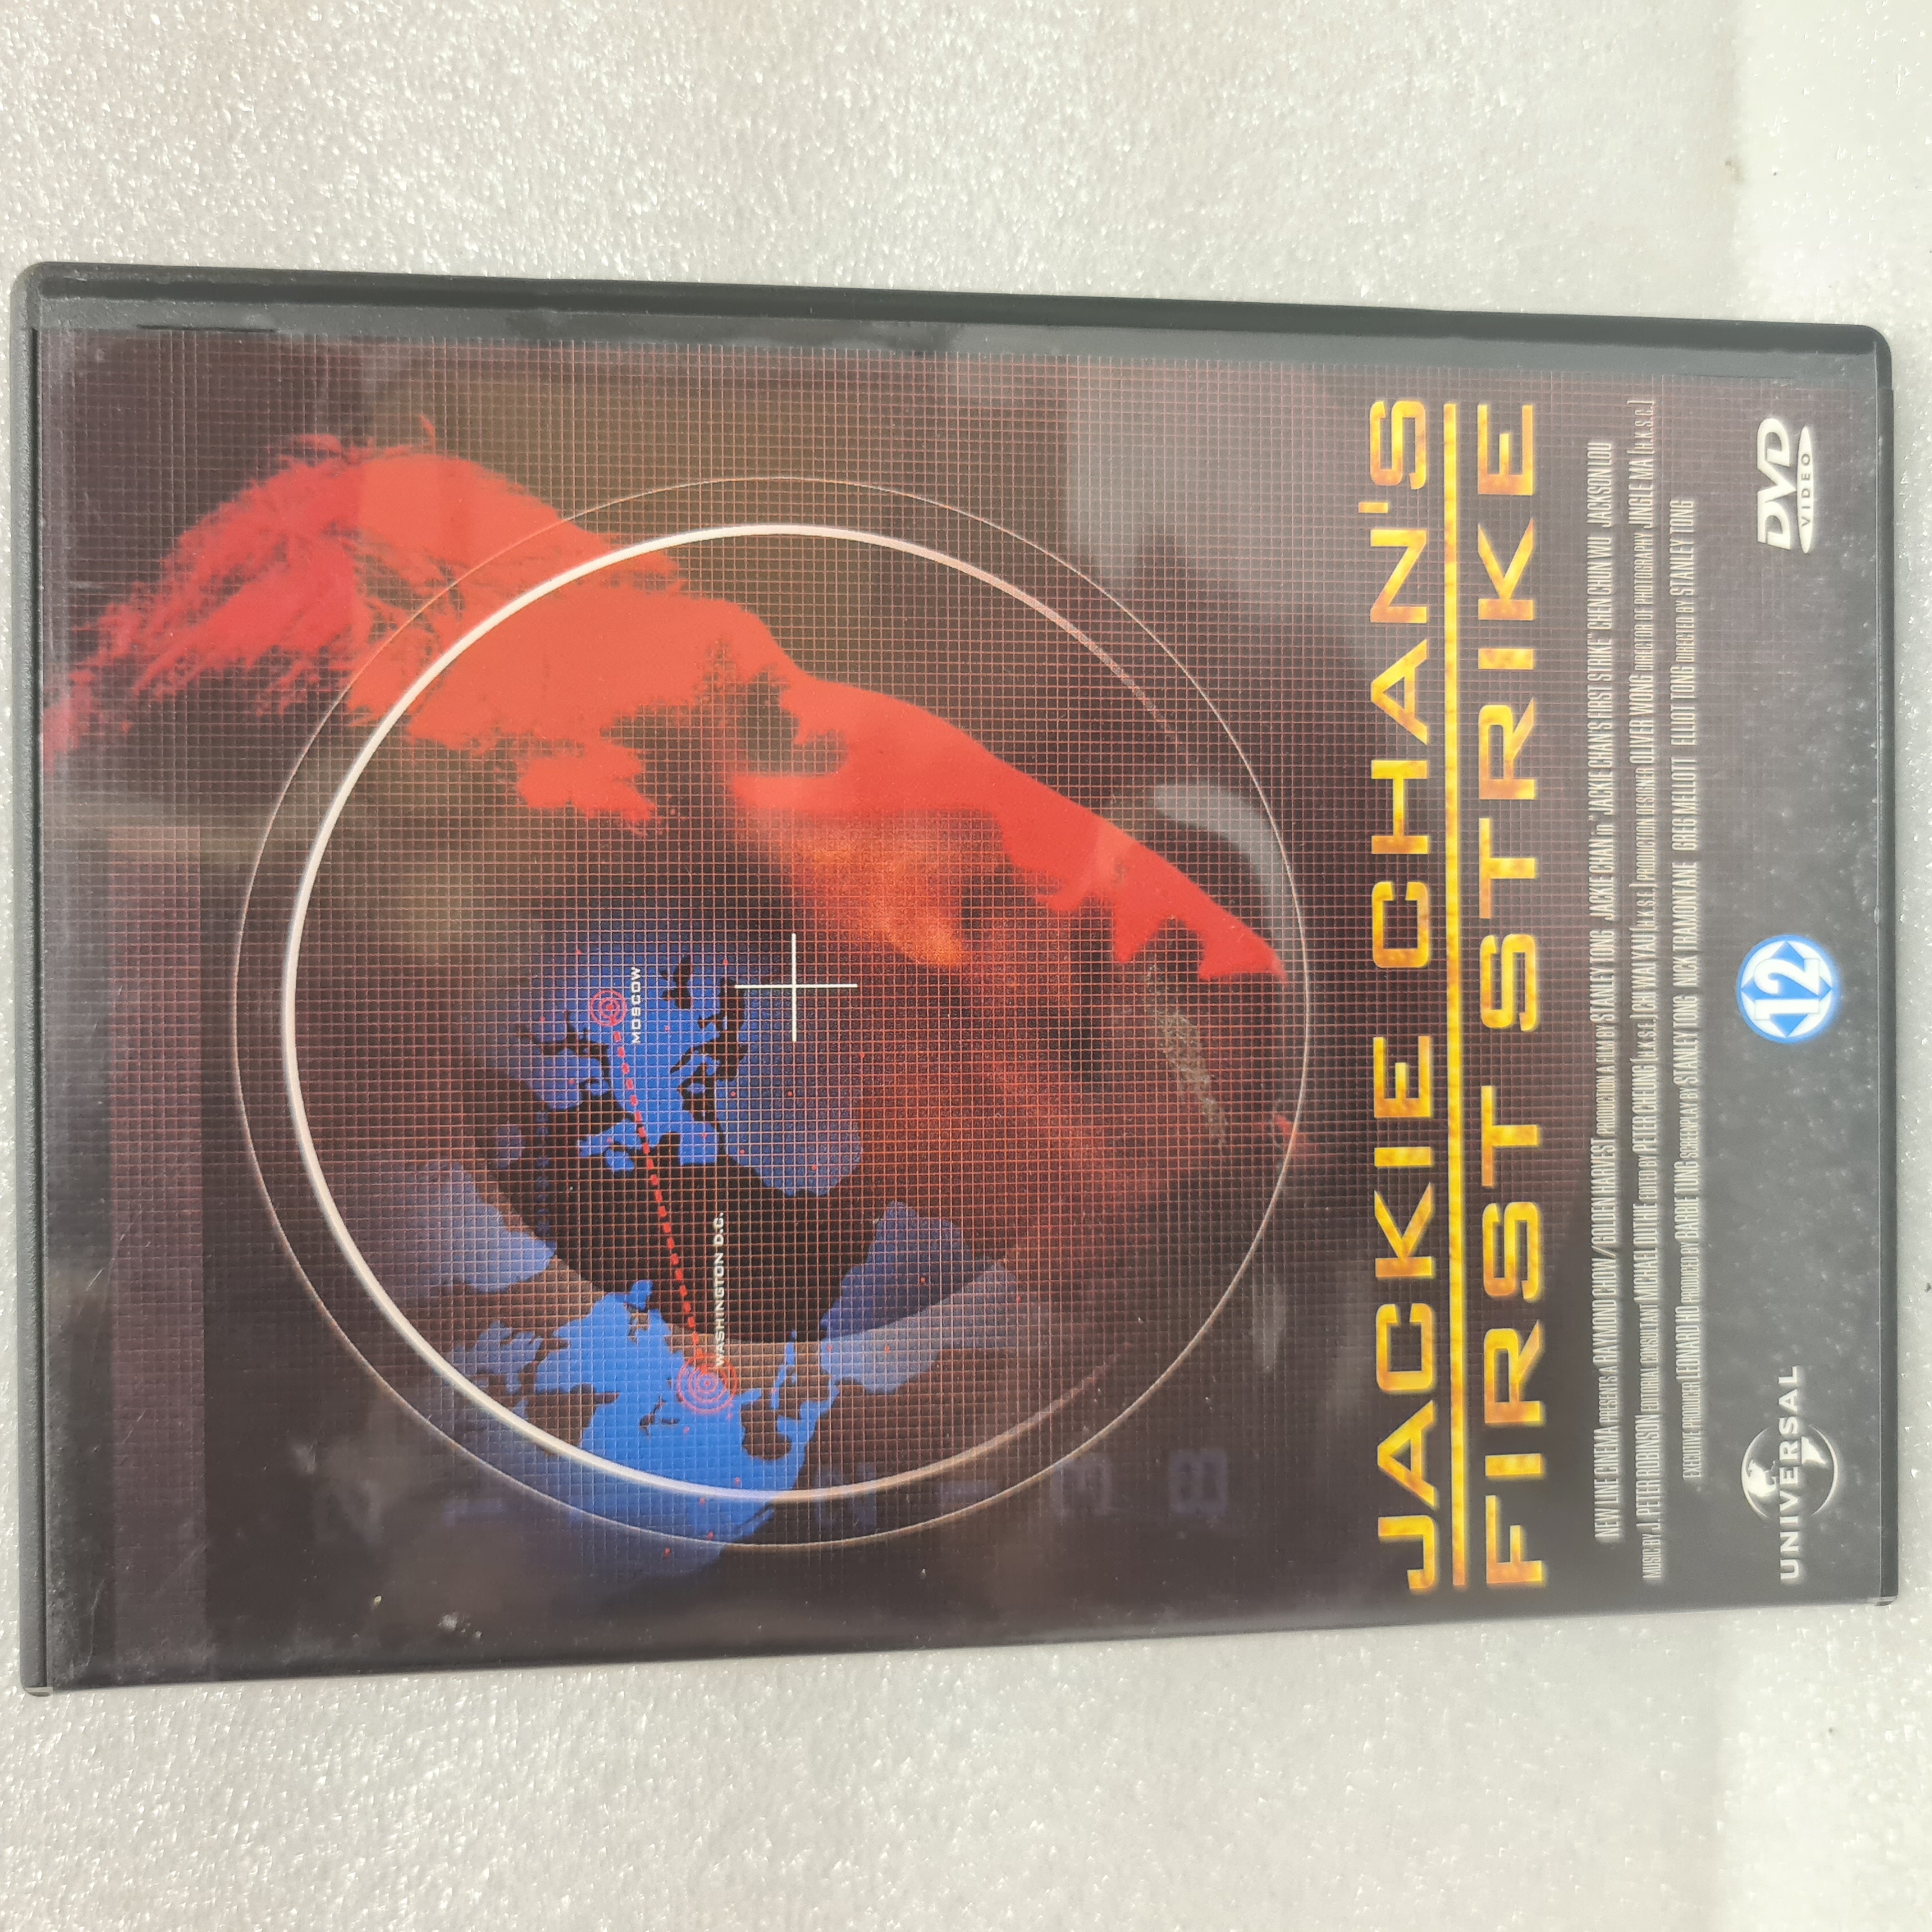 MOSCOW
WASHINGTON D.C.
JACKIE CHAN'S
FIRST STRIKE
NEW LINE CINEMA PRESENTS A RAYMOND CHOW/GOLDEN HARVEST PRODUCTION A FILM BY STANLEY TONG JACKIE CHAN in "JACKIE CHAN'S FIRST STRIKE" CHEN CHUN WU JACKSON LOU
MUSIC BY J. PETER ROBINSON EDITORIAL CONSULTANT MICHAEL DUTHIE EDITED BY PETER CHEUNG (H.K.S.E.) CHI WAI YAU (H.K.S.E.) PRODUCTION DESIGNER OLIVER WONG DIRECTOR OF PHOTOGRAPHY JINGLE MA (H.K.S.C.)
EXECUTIVE PRODUCER LEONARD HO PRODUCED BY BARBIE TUNG SCREENPLAY BY STANLEY TONG NICK TRAMONTANE GREG MELLOTT ELLIOT TONG DIRECTED BY STANLEY TONG
UNIVERSAL 12 DVD
VIDEO